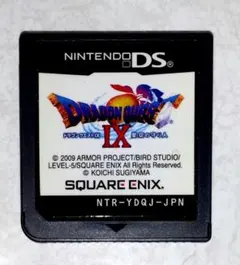 NINTENDO DS
DRAGON QUEST
IX
© 2009 ARMOR PROJECT/BIRD STUDIO/
LEVEL-5/SQUARE ENIX All Rights Reserved.
© KOICHI SUGIYAMA
SQUARE ENIX.
NTR-YDQJ-JPN